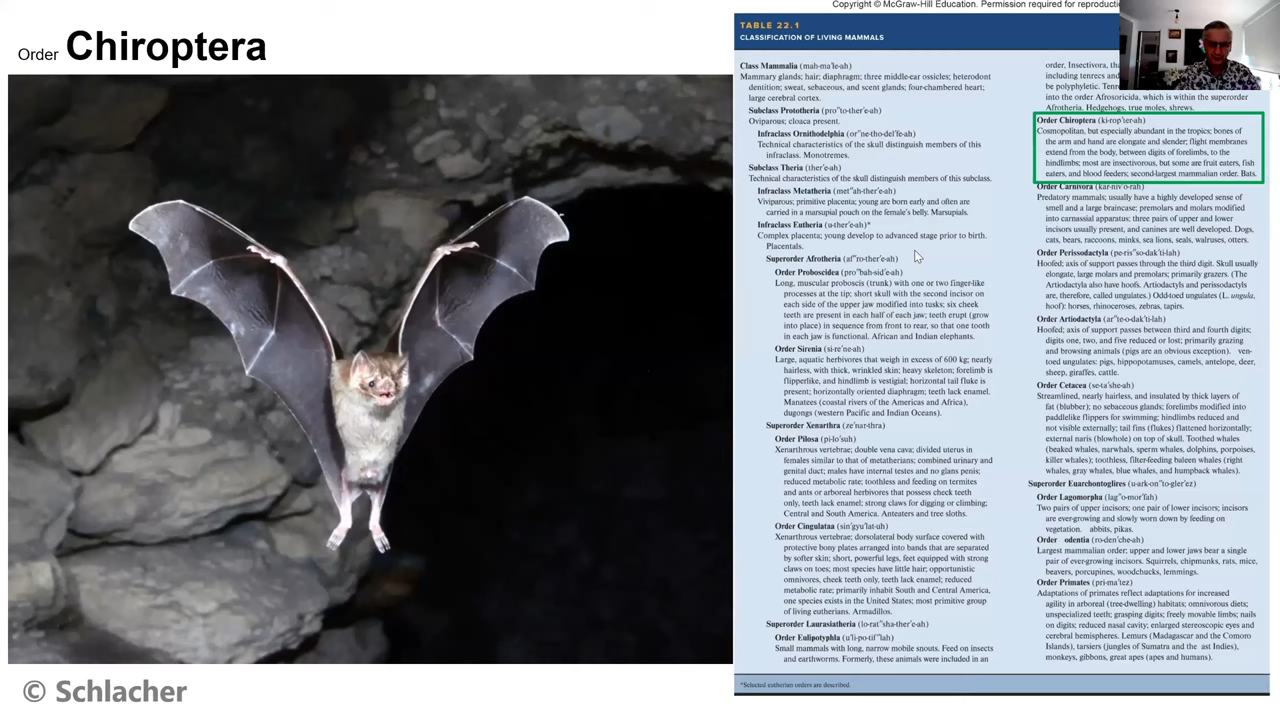 Copyright © McGraw-Hill Education. Permission required for reproductio
Order Chiroptera
TABLE 22.1
CLASSIFICATION OF LIVING MAMMALS
Class Mammalia (mah-ma'le-ah)
Mammary glands; hair; diaphragm; three middle-ear ossicles; heterodont
dentition; sweat, sebaceous, and scent glands; four-chambered heart;
large cerebral cortex.
Subclass Prototheria (pro"to-ther'e-ah)
Oviparous; cloaca present.
Infraclass Ornithodelphia (or"ne-tho-del'fe-ah)
Technical characteristics of the skull distinguish members of this
infraclass. Monotremes.
Subclass Theria (ther'e-ah)
Technical characteristics of the skull distinguish members of this subclass.
Infraclass Metatheria (met"ah-ther'e-ah)
Viviparous; primitive placenta; young are born early and often are
carried in a marsupial pouch on the female's belly. Marsupials.
Infraclass Eutheria (u-ther'e-ah)*
Complex placenta; young develop to advanced stage prior to birth.
Placentals.
Superorder Afrotheria (af"ro-ther'e-ah)
Order Proboscidea (pro"bah-sid'e-ah)
Long, muscular proboscis (trunk) with one or two finger-like
processes at the tip; short skull with the second incisor on
each side of the upper jaw modified into tusks; six cheek
teeth are present in each half of each jaw; teeth erupt (grow
into place) in sequence from front to rear, so that one tooth
in each jaw is functional. African and Indian elephants.
Order Sirenia (si-re'ne-ah)
Large, aquatic herbivores that weigh in excess of 600 kg; nearly
hairless, with thick, wrinkled skin; heavy skeleton; forelimb is
flipperlike, and hindlimb is vestigial; horizontal tail fluke is
present; horizontally oriented diaphragm; teeth lack enamel.
Manatees (coastal rivers of the Americas and Africa),
dugongs (western Pacific and Indian Oceans).
Superorder Xenarthra (ze'nar-thra)
Order Pilosa (pi-lo'suh)
Xenarthrous vertebrae; double vena cava; divided uterus in
females similar to that of metatherians; combined urinary and
genital duct; males have internal testes and no glans penis;
reduced metabolic rate; toothless and feeding on termites
and ants or arboreal herbivores that possess check teeth
only, teeth lack enamel; strong claws for digging or climbing;
Central and South America. Anteaters and tree sloths.
Order Cingulataa (sin'gyu'lat-uh)
Xenarthrous vertebrae; dorsolateral body surface covered with
protective bony plates arranged into bands that are separated
by softer skin; short, powerful legs, feet equipped with strong
claws on toes; most species have little hair; opportunistic
omnivores, cheek teeth only, teeth lack enamel; reduced
metabolic rate; primarily inhabit South and Central America,
one species exists in the United States; most primitive group
of living eutherians. Armadillos.
Superorder Laurasiatheria (lo-rat"sha-ther'e-ah)
Order Eulipotyphla (u'li-po-tif"lah)
Small mammals with long, narrow mobile snouts. Feed on insects
and earthworms. Formerly, these animals were included in an
order, Insectivora, tha
including tenrecs and
be polyphyletic. Tenr
into the order Afrosoricida, which is within the superorder
Afrotheria. Hedgehogs, true moles, shrews.
Order Chiroptera (ki-rop'ter-ah)
Cosmopolitan, but especially abundant in the tropics; bones of
the arm and hand are elongate and slender; flight membranes
extend from the body, between digits of forelimbs, to the
hindlimbs; most are insectivorous, but some are fruit eaters, fish
eaters, and blood feeders; second-largest mammalian order. Bats.
Order Carnivora (kar-niv'o-rah)
Predatory mammals; usually have a highly developed sense of
smell and a large braincase; premolars and molars modified
into carnassial apparatus; three pairs of upper and lower
incisors usually present, and canines are well developed. Dogs,
cats, bears, raccoons, minks, sea lions, seals, walruses, otters.
Order Perissodactyla (pe-ris"so-dak'ti-lah)
Hoofed; axis of support passes through the third digit. Skull usually
elongate, large molars and premolars; primarily grazers. (The
Artiodactyla also have hoofs. Artiodactyls and perissodactyls
are, therefore, called ungulates.) Odd-toed ungulates (L. ungula,
hoof): horses, rhinoceroses, zebras, tapirs.
Order Artiodactyla (ar"te-o-dak'ti-lah)
Hoofed; axis of support passes between third and fourth digits;
digits one, two, and five reduced or lost; primarily grazing
and browsing animals (pigs are an obvious exception). ven-
toed ungulates: pigs, hippopotamuses, camels, antelope, deer,
sheep, giraffes, cattle.
Order Cetacea (se-ta'she-ah)
Streamlined, nearly hairless, and insulated by thick layers of
fat (blubber); no sebaceous glands; forelimbs modified into
paddlelike flippers for swimming; hindlimbs reduced and
not visible externally; tail fins (flukes) flattened horizontally;
external naris (blowhole) on top of skull. Toothed whales
(beaked whales, narwhals, sperm whales, dolphins, porpoises,
killer whales); toothless, filter-feeding baleen whales (right
whales, gray whales, blue whales, and humpback whales).
Superorder Euarchontoglires (u-ark-on"to-gler'ez)
Order Lagomorpha (lag"o-mor'fah)
Two pairs of upper incisors; one pair of lower incisors; incisors
are ever-growing and slowly worn down by feeding on
vegetation. abbits, pikas.
Order odentia (ro-den'che-ah)
Largest mammalian order; upper and lower jaws bear a single
pair of ever-growing incisors. Squirrels, chipmunks, rats, mice,
beavers, porcupines, woodchucks, lemmings.
Order Primates (pri-ma'tez)
Adaptations of primates reflect adaptations for increased
agility in arboreal (tree-dwelling) habitats; omnivorous diets;
unspecialized teeth; grasping digits; freely movable limbs; nails
on digits; reduced nasal cavity; enlarged stereoscopic eyes and
cerebral hemispheres. Lemurs (Madagascar and the Comoro
Islands), tarsiers (jungles of Sumatra and the ast Indies),
monkeys, gibbons, great apes (apes and humans).
*Selected eutherian orders are described.
© Schlacher